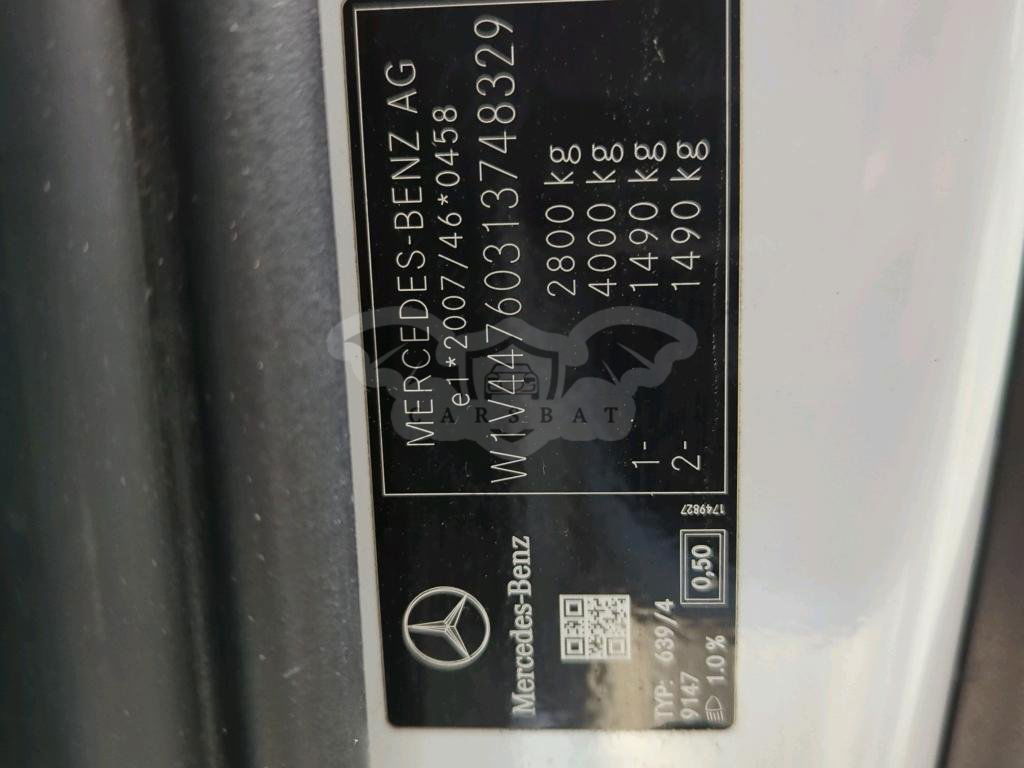 MERCEDES-BENZ AG
e1*2007/46*0458
W1V44760313748329
2800 kg
4000 kg
1- 1490 kg
2- 1490 kg
1749827
Mercedes-Benz
TYP: 639/4
9147
0,50
1.0 %
CARSBAT